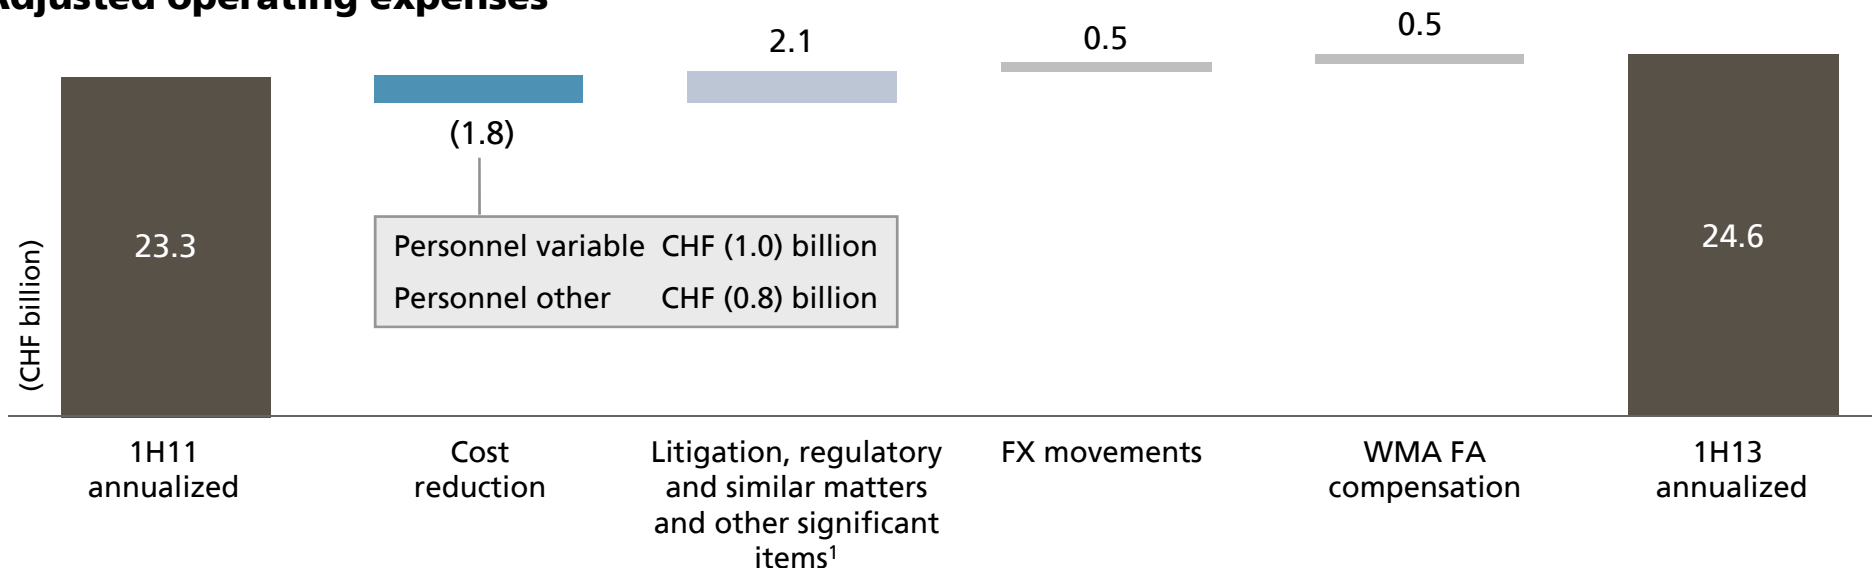 Adjusted operating expenses
2.1
0.5
0.5
(1.8)
23.3
Personnel variable CHF (1.0) billion
Personnel other CHF (0.8) billion
24.6
(CHF billion)
1H11
annualized
Cost
reduction
Litigation, regulatory
and similar matters
and other significant
items¹
FX movements
WMA FA
compensation
1H13
annualized